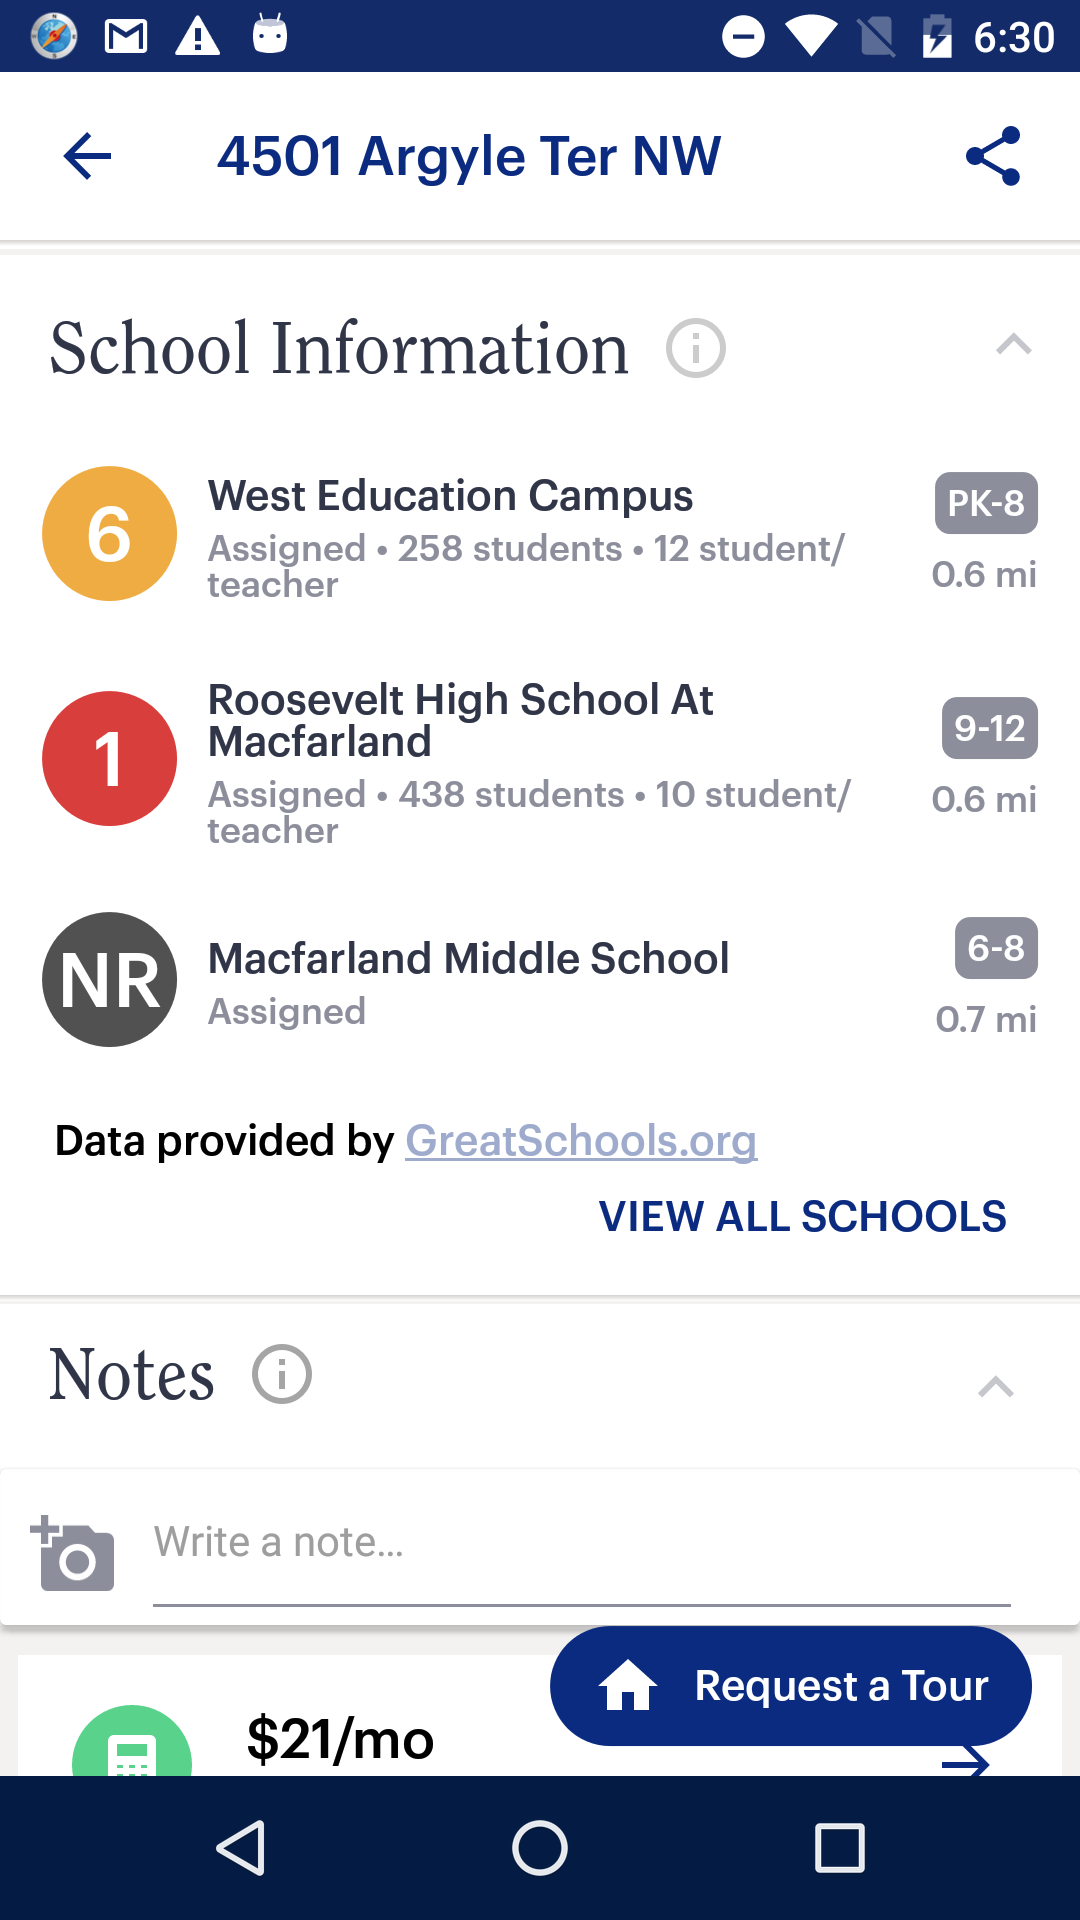 6:30
4501 Argyle Ter NW
School Information
6
West Education Campus
Assigned • 258 students • 12 student/
teacher
PK-8
0.6 mi
1
Roosevelt High School At
Macfarland
Assigned • 438 students • 10 student/
teacher
9-12
0.6 mi
NR
Macfarland Middle School
Assigned
6-8
0.7 mi
Data provided by GreatSchools.org
VIEW ALL SCHOOLS
Notes
Write a note...
Request a Tour
$21/mo